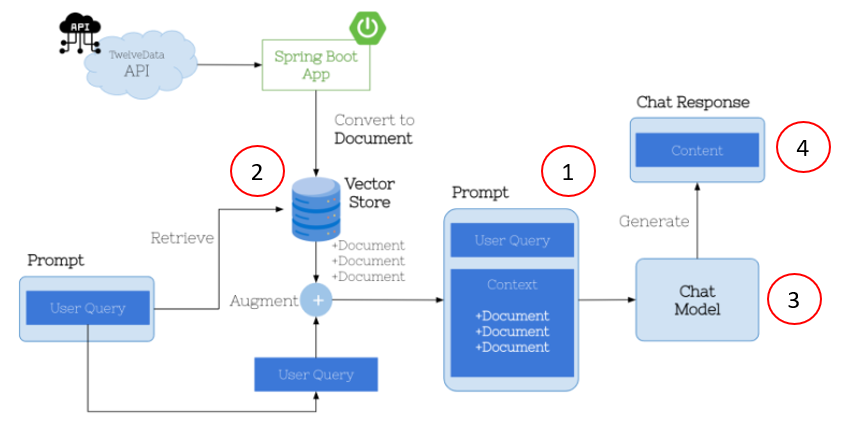 API
TwelveData
API
Spring Boot
App
Convert to
Document
2
Vector
Store
Retrieve
+Document
+Document
+Document
Prompt
User Query
Augment
+
User Query
1
Prompt
User Query
Context
+Document
+Document
+Document
Chat Response
Content
4
Generate
Chat
Model
3